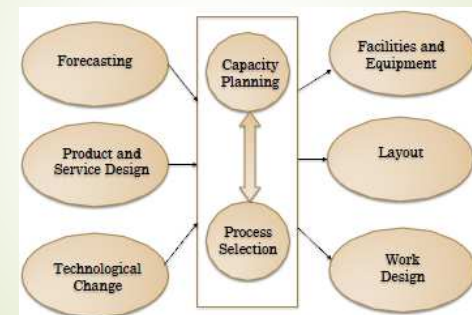 Forecasting
Product and
Service Design
Technological
Change
Capacity
Planning
Process
Selection
Facilities and
Equipment
Layout
Work
Design